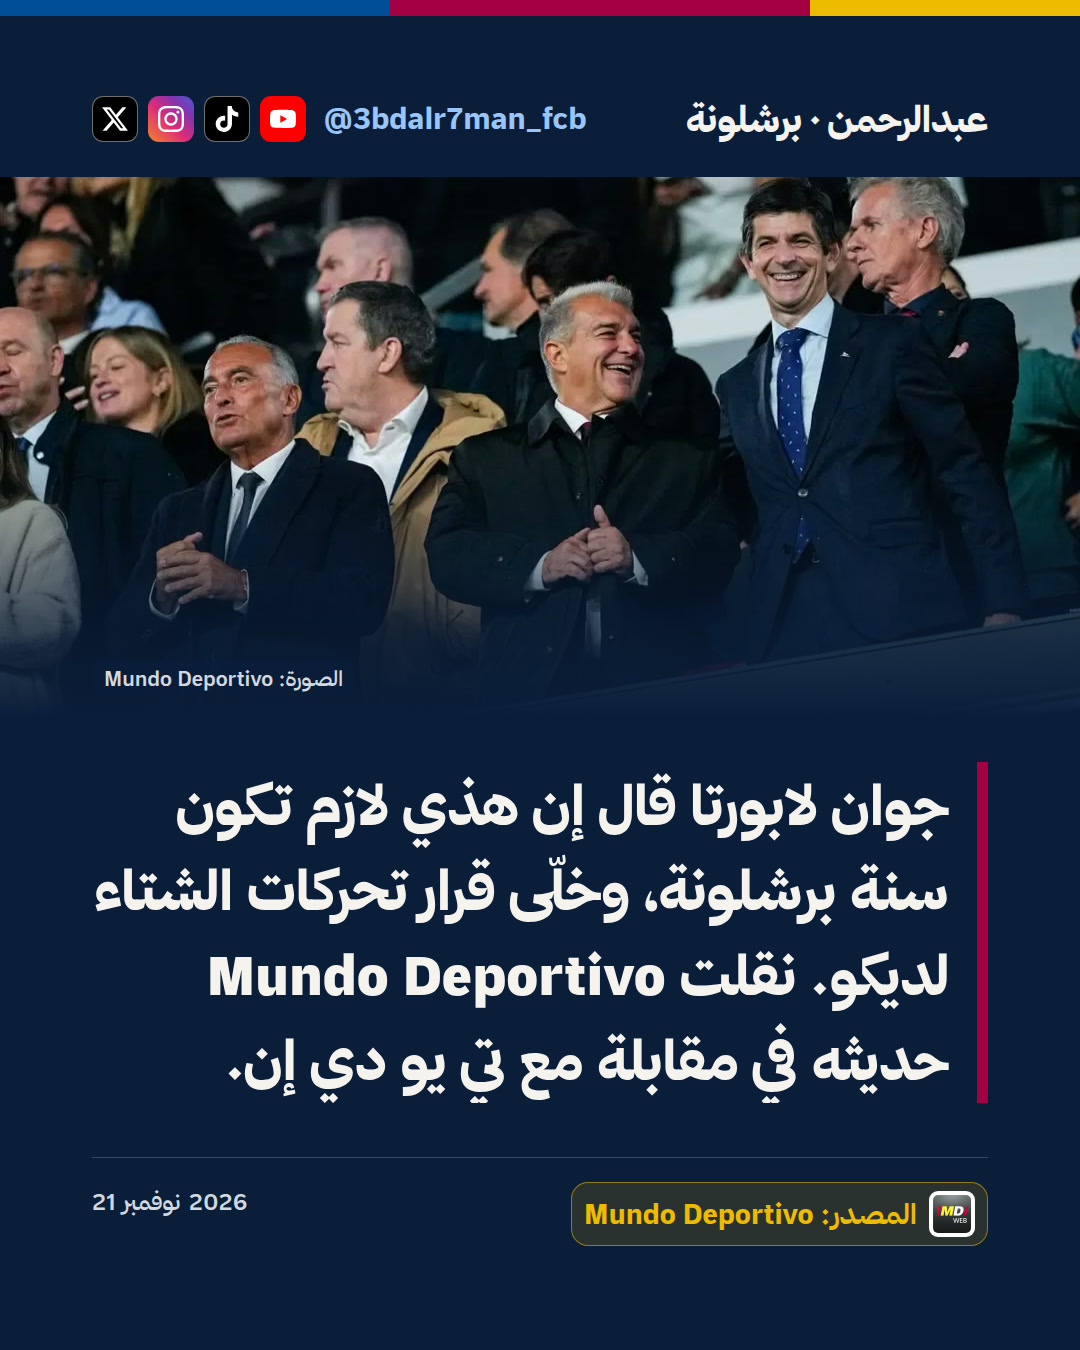 عبدالرحمن · برشلونة
@3bdalr7man_fcb
الصورة: Mundo Deportivo
جوان لابورتا قال إن هذي لازم تكون
سنة برشلونة، وخلّى قرار تحركات الشتاء
لديكو. نقلت Mundo Deportivo
حديثه في مقابلة مع تي يو دي إن.
المصدر: Mundo Deportivo
MD
WEB
21 نوفمبر 2026